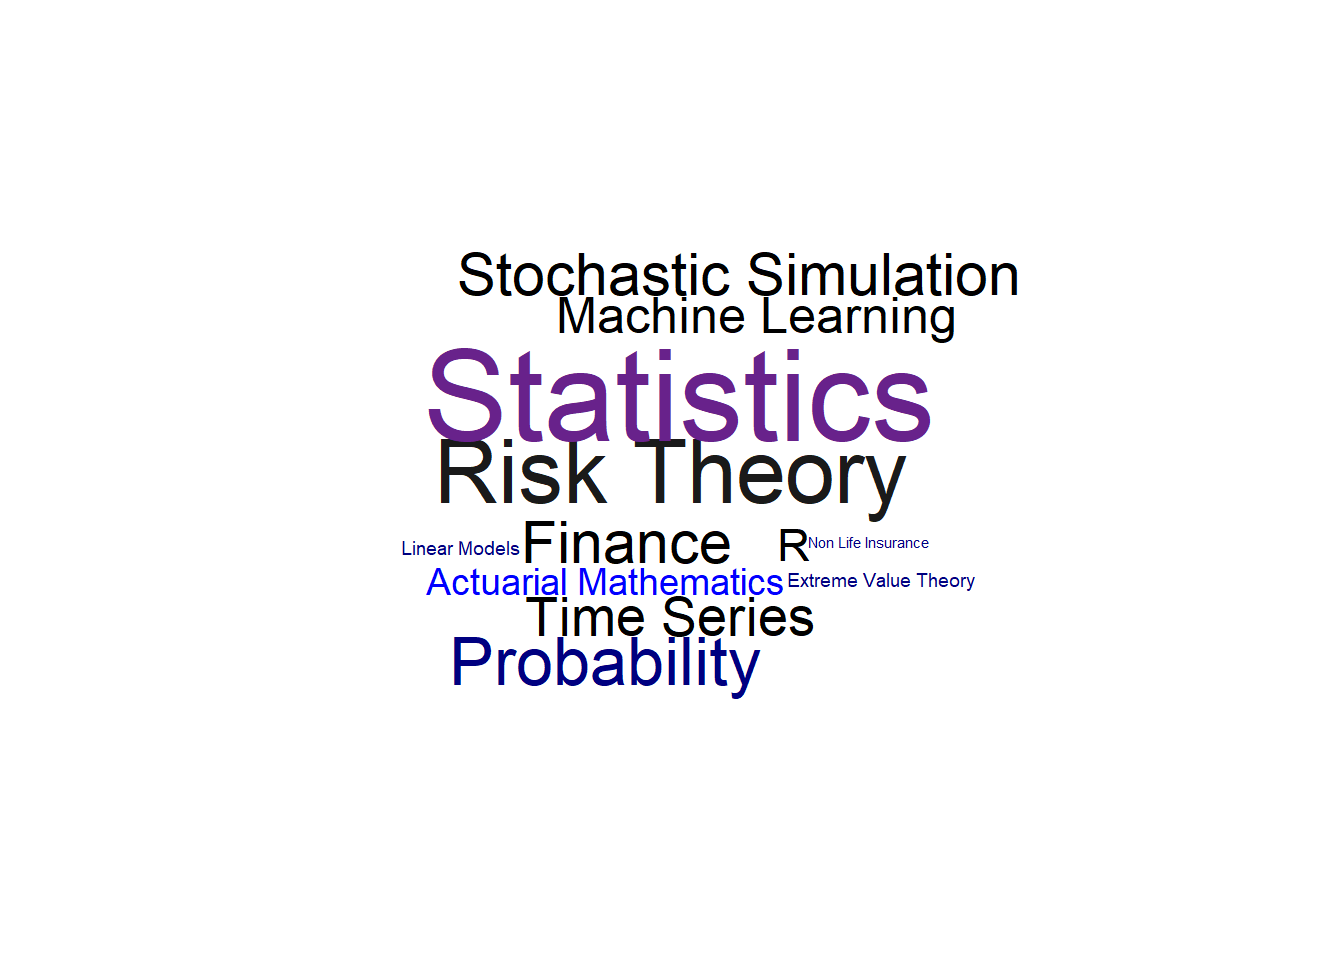 Stochastic Simulation
Machine Learning
Statistics
Risk Theory
Linear Models
Finance
R
Non Life Insurance
Actuarial Mathematics
Extreme Value Theory
Time Series
Probability